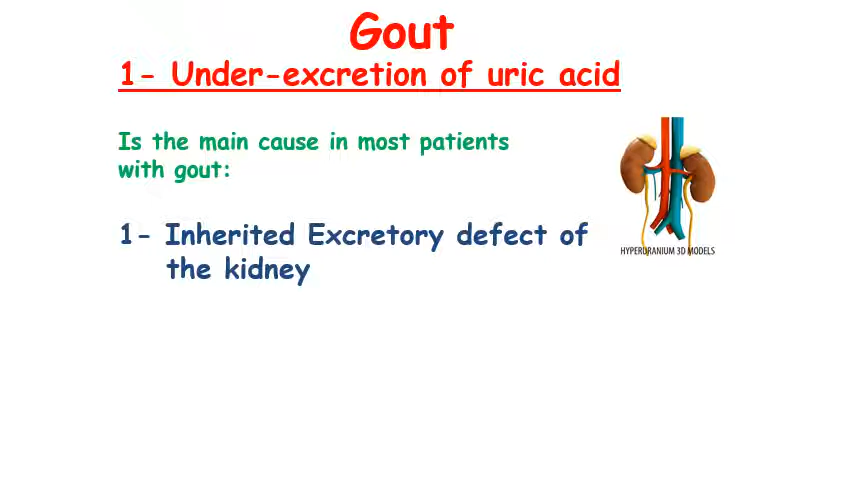 Gout
1- Under-excretion of uric acid
Is the main cause in most patients
with gout:
1- Inherited Excretory defect of
the kidney
HYPERURANIUM 3D MODELS